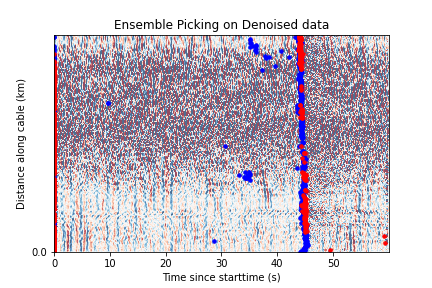 Ensemble Picking on Denoised data
Distance along cable (km)
0.0
0 10 20 30 40 50
Time since starttime (s)